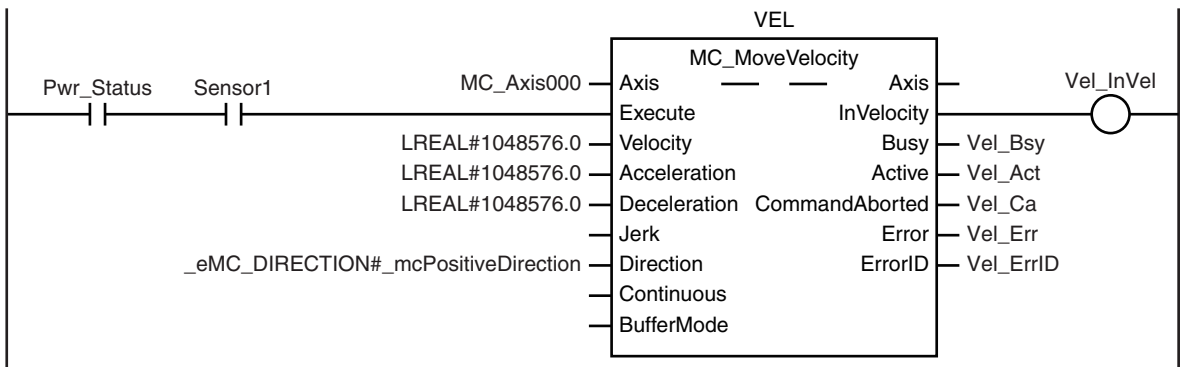 VEL
MC_MoveVelocity
Pwr_Status Sensor1 MC_Axis000 Axis Axis Vel_InVel
Execute InVelocity
LREAL#1048576.0 Velocity Busy Vel_Bsy
LREAL#1048576.0 Acceleration Active Vel_Act
LREAL#1048576.0 Deceleration CommandAborted Vel_Ca
Jerk Error Vel_Err
_eMC_DIRECTION#_mcPositiveDirection Direction ErrorID Vel_ErrID
Continuous
BufferMode